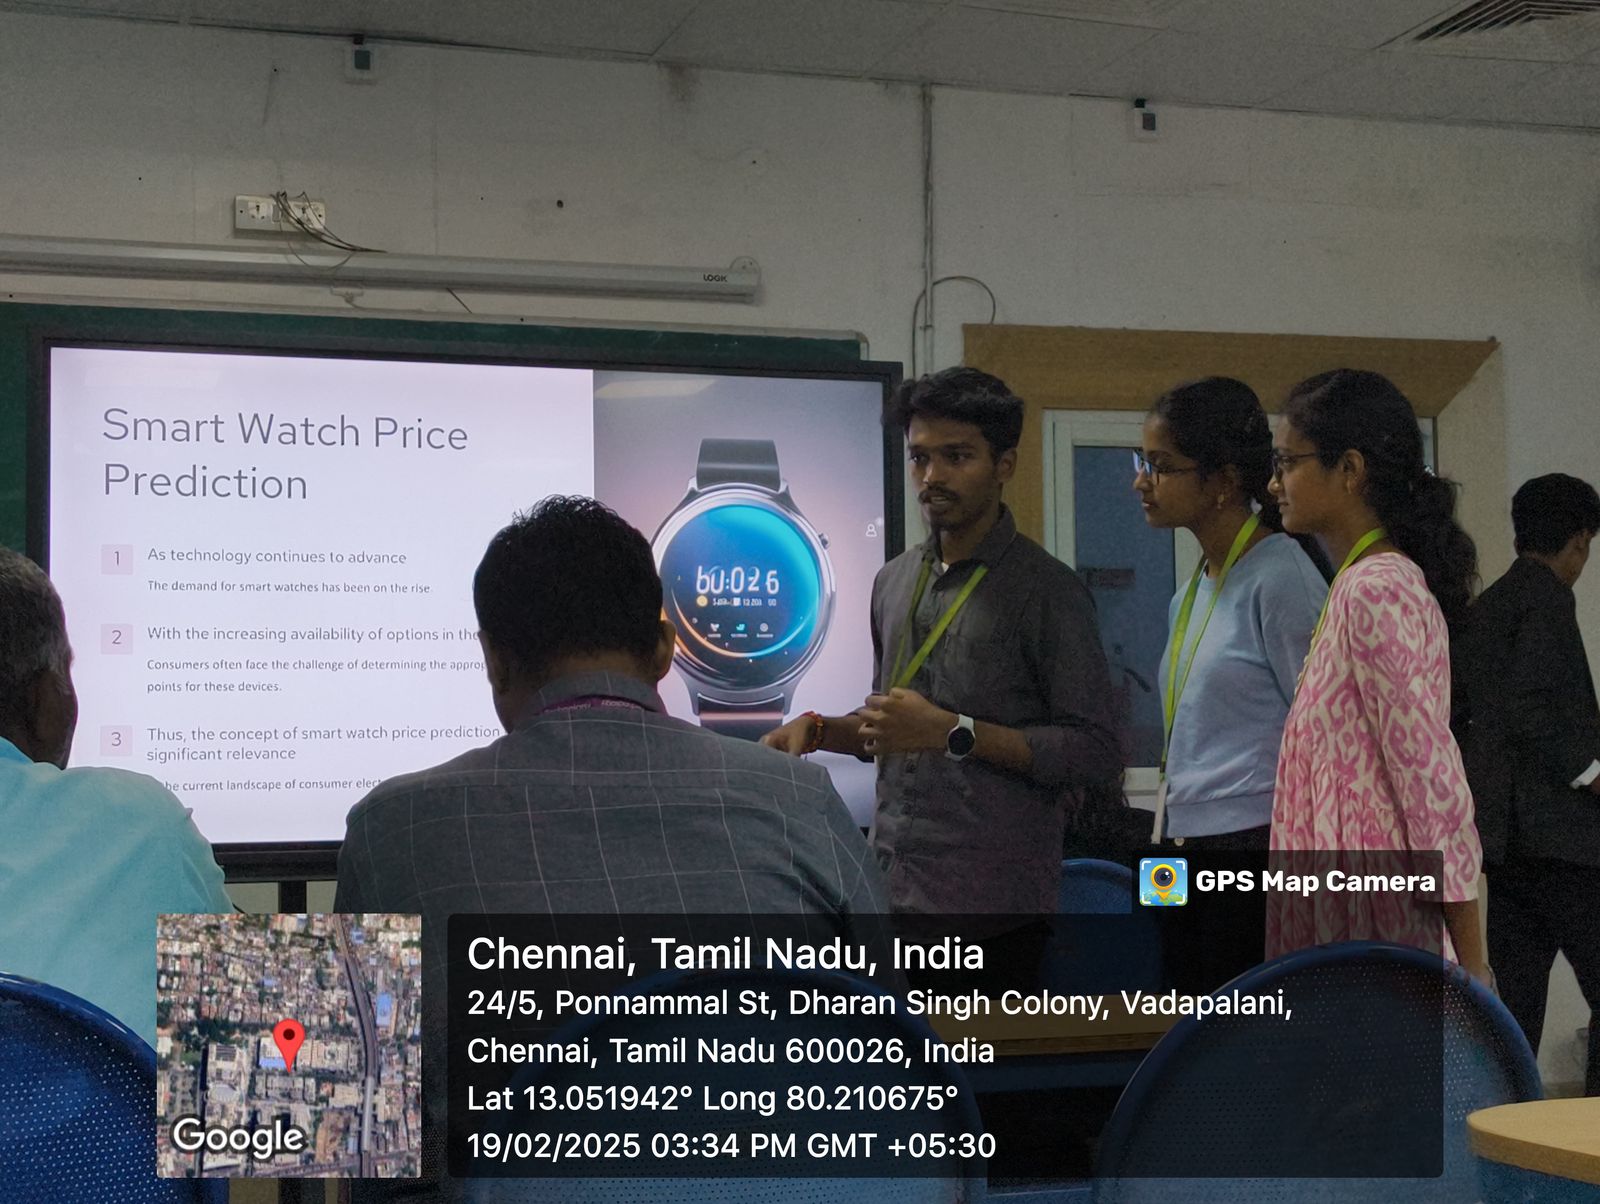 LOGIK
Smart Watch Price
Prediction
1 As technology continues to advance
The demand for smart watches has been on the rise.
2 With the increasing availability of options in the
Consumers often face the challenge of determining the
points for these devices.
3 Thus, the concept of smart watch price prediction
significant relevance
the current landscape of consumer
GPS Map Camera
Google
Chennai, Tamil Nadu, India
24/5, Ponnammal St, Dharan Singh Colony, Vadapalani,
Chennai, Tamil Nadu 600026, India
Lat 13.051942° Long 80.210675°
19/02/2025 03:34 PM GMT +05:30